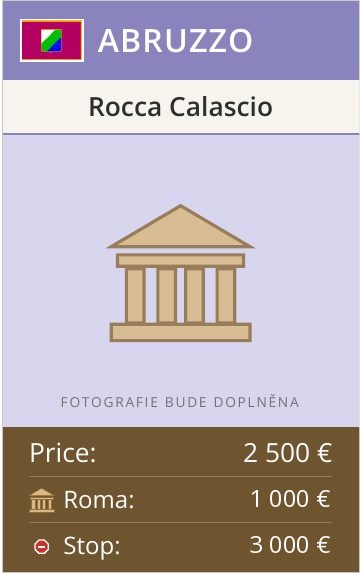 ABRUZZO
Rocca Calascio
FOTOGRAFIE BUDE DOPLNĚNA
Price: 2 500 €
Roma: 1 000 €
Stop: 3 000 €